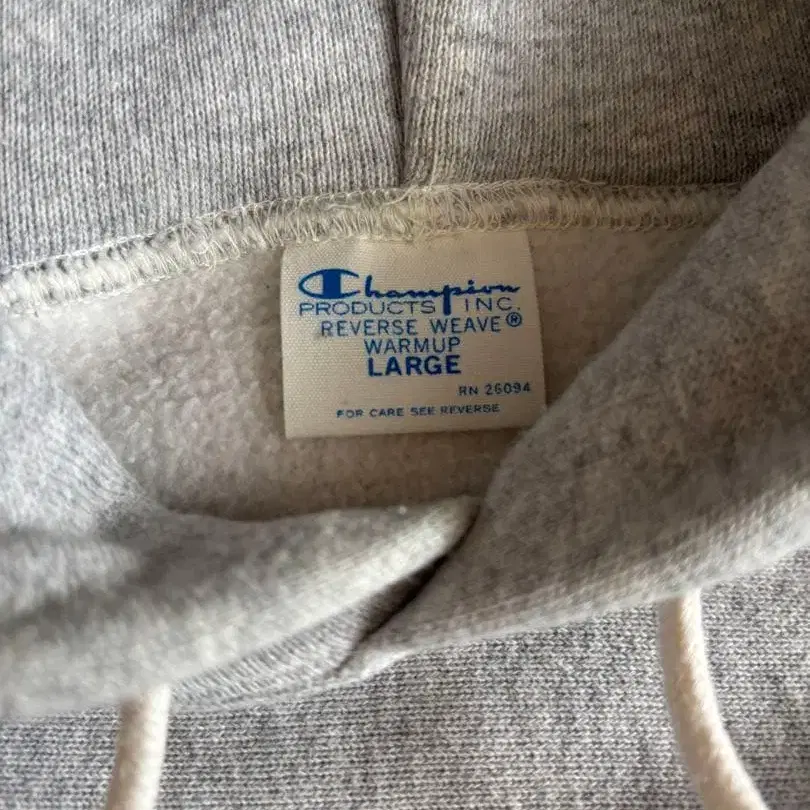 Champion
PRODUCTS INC.
REVERSE WEAVE®
WARMUP
LARGE
RN 26094
FOR CARE SEE REVERSE